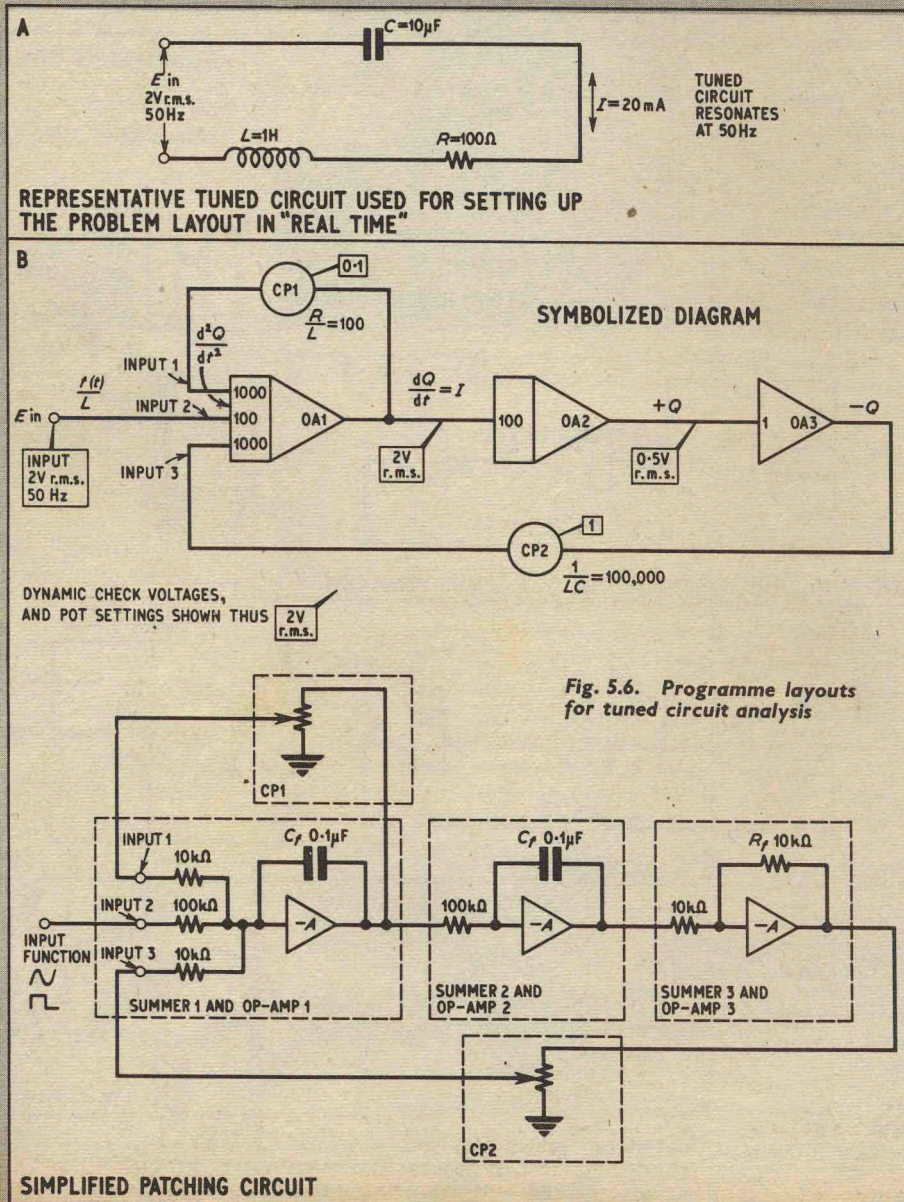 A
C=10μF
E in
2V r.m.s.
50Hz
I=20mA
TUNED
CIRCUIT
RESONATES
AT 50Hz
L=1H
R=100Ω
REPRESENTATIVE TUNED CIRCUIT USED FOR SETTING UP
THE PROBLEM LAYOUT IN "REAL TIME"
B
CP1
0·1
R/L=100
SYMBOLIZED DIAGRAM
d²Q/dt²
INPUT 1
f(t)/L
INPUT 2
E in
INPUT 3
1000
100
1000
OA1
dQ/dt=I
100
OA2
+Q
1
OA3
-Q
INPUT
2V r.m.s.
50 Hz
2V
r.m.s.
0·5V
r.m.s.
CP2
1
1/LC=100,000
DYNAMIC CHECK VOLTAGES,
AND POT SETTINGS SHOWN THUS
2V
r.m.s.
Fig. 5.6. Programme layouts
for tuned circuit analysis
CP1
INPUT 1
10kΩ
Cf 0·1μF
INPUT 2
100kΩ
-A
INPUT
FUNCTION
INPUT 3
10kΩ
SUMMER 1 AND OP-AMP 1
Cf 0·1μF
100kΩ
-A
SUMMER 2 AND
OP-AMP 2
Rf 10kΩ
10kΩ
-A
SUMMER 3 AND
OP-AMP 3
CP2
SIMPLIFIED PATCHING CIRCUIT